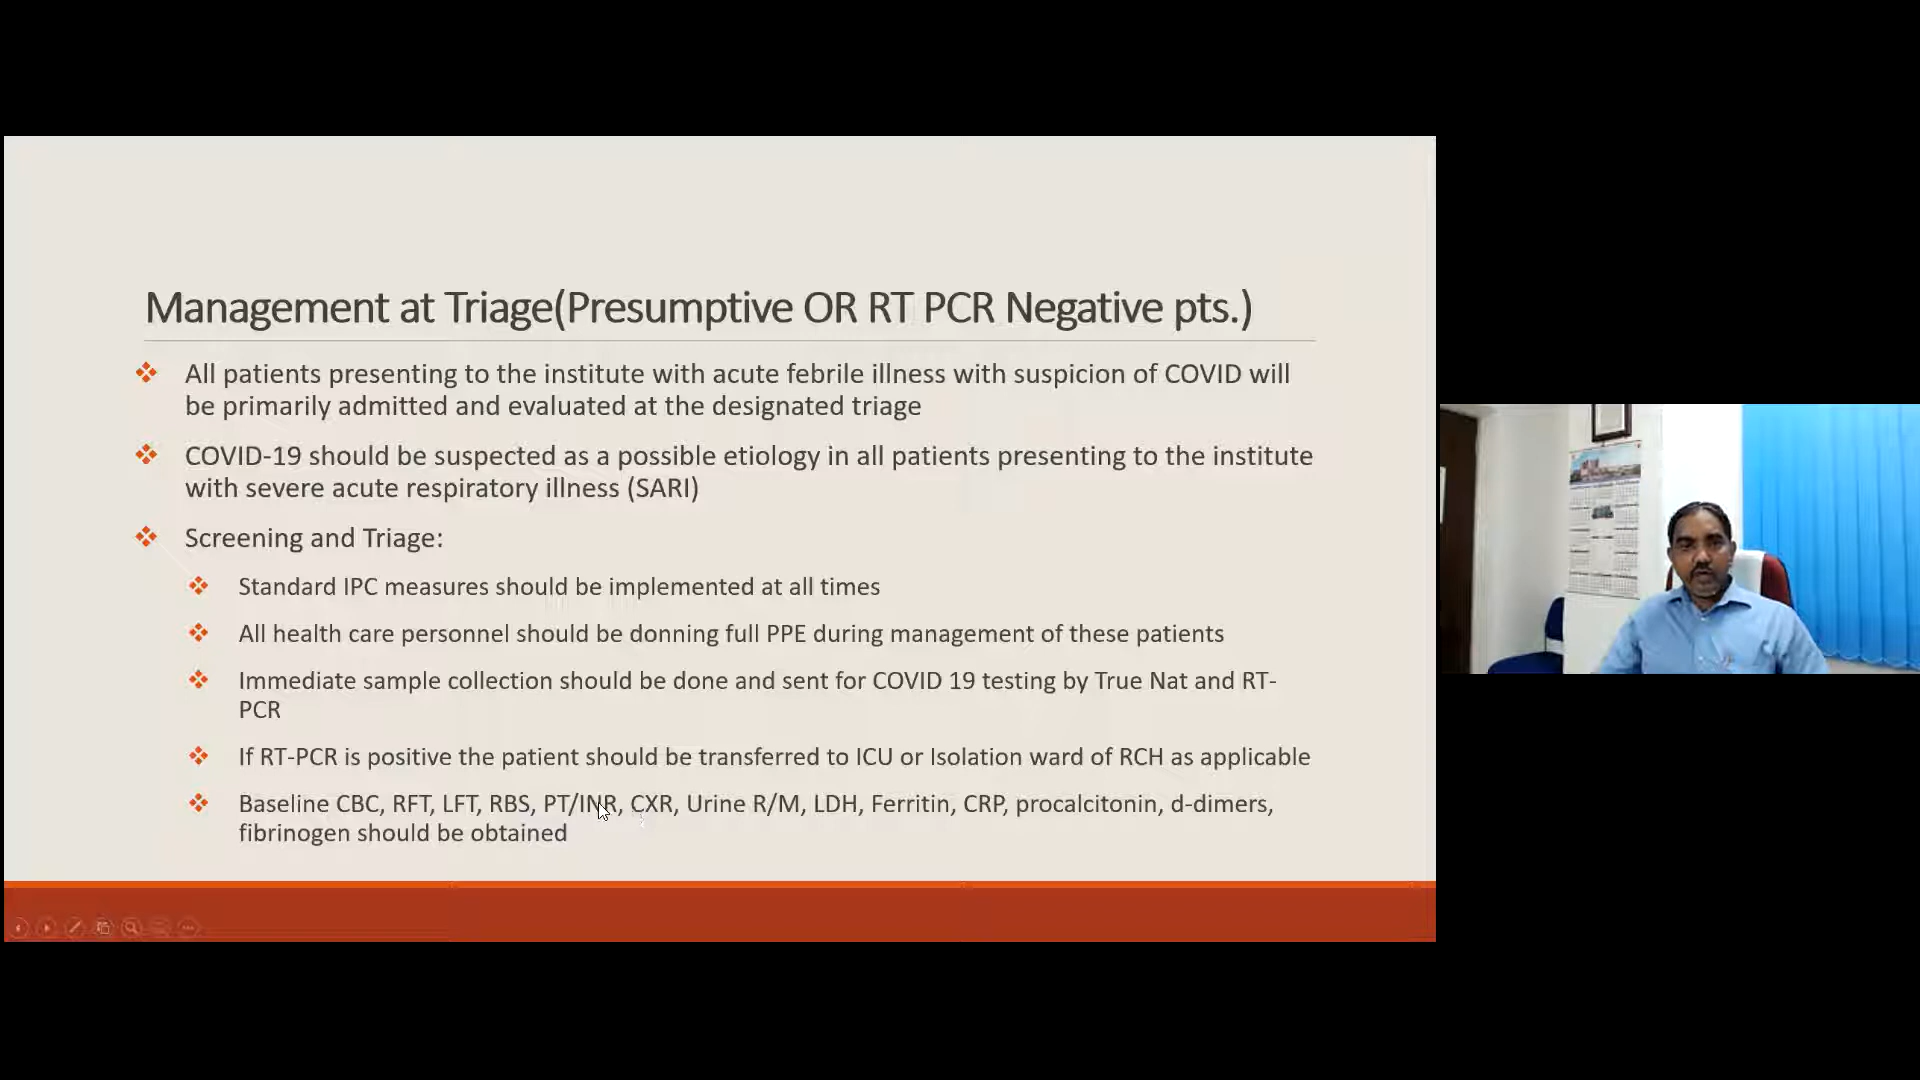 Management at Triage(Presumptive OR RT PCR Negative pts.)
All patients presenting to the institute with acute febrile illness with suspicion of COVID will
be primarily admitted and evaluated at the designated triage
COVID-19 should be suspected as a possible etiology in all patients presenting to the institute
with severe acute respiratory illness (SARI)
Screening and Triage:
Standard IPC measures should be implemented at all times
All health care personnel should be donning full PPE during management of these patients
Immediate sample collection should be done and sent for COVID 19 testing by True Nat and RT-
PCR
If RT-PCR is positive the patient should be transferred to ICU or Isolation ward of RCH as applicable
Baseline CBC, RFT, LFT, RBS, PT/INR, CXR, Urine R/M, LDH, Ferritin, CRP, procalcitonin, d-dimers,
fibrinogen should be obtained